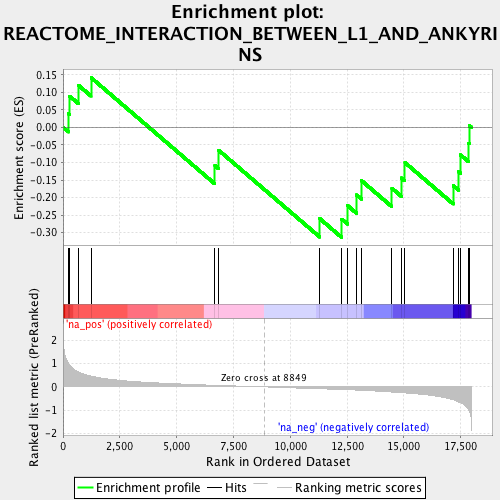 Enrichment plot:
REACTOME_INTERACTION_BETWEEN_L1_AND_ANKYRI
NS
Enrichment score (ES)
0.15
0.10
0.05
0.00
-0.05
-0.10
-0.15
-0.20
-0.25
-0.30
'na_pos' (positively correlated)
Ranked list metric (PreRanked)
2
1
0
-1
-2
Zero cross at 8849
'na_neg' (negatively correlated)
0
2,500
5,000
7,500
10,000
12,500
15,000
17,500
Rank in Ordered Dataset
Enrichment profile
Hits
Ranking metric scores